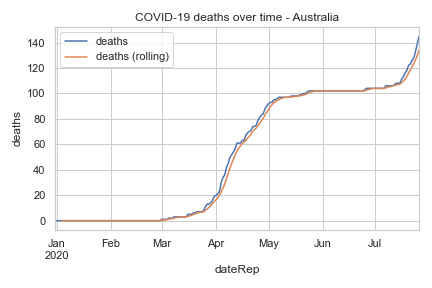 COVID-19 deaths over time - Australia
deaths
deaths (rolling)
140
120
100
80
60
40
20
0
deaths
Jan Feb Mar Apr May Jun Jul
2020
dateRep